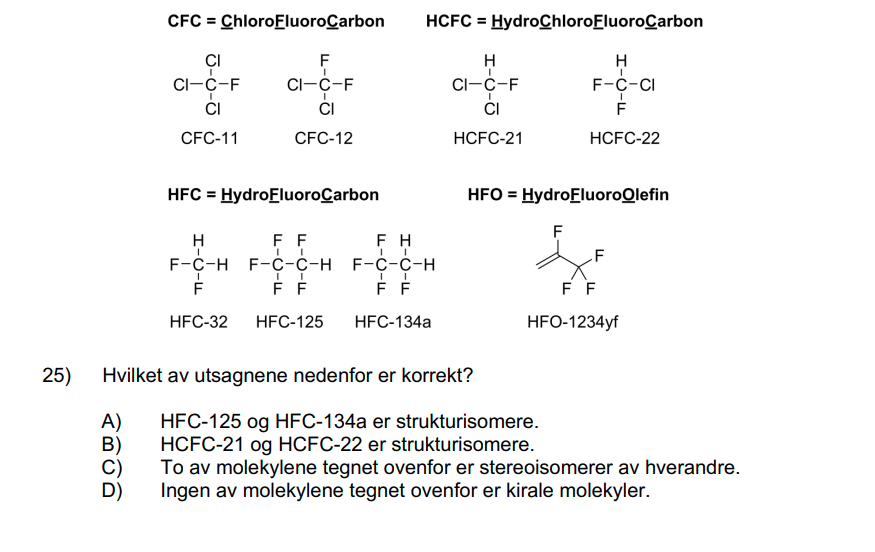 CFC = ChloroFluoroCarbon HCFC = HydroChloroFluoroCarbon
Cl F H H
Cl-C-F Cl-C-F Cl-C-F F-C-Cl
Cl Cl Cl F
CFC-11 CFC-12 HCFC-21 HCFC-22
HFC = HydroFluoroCarbon HFO = HydroFluoroOlefin
H F F F H F
F-C-H F-C-C-H F-C-C-H F
F F F F F F F
HFC-32 HFC-125 HFC-134a HFO-1234yf
25) Hvilket av utsagnene nedenfor er korrekt?
A) HFC-125 og HFC-134a er strukturisomere.
B) HCFC-21 og HCFC-22 er strukturisomere.
C) To av molekylene tegnet ovenfor er stereoisomerer av hverandre.
D) Ingen av molekylene tegnet ovenfor er kirale molekyler.